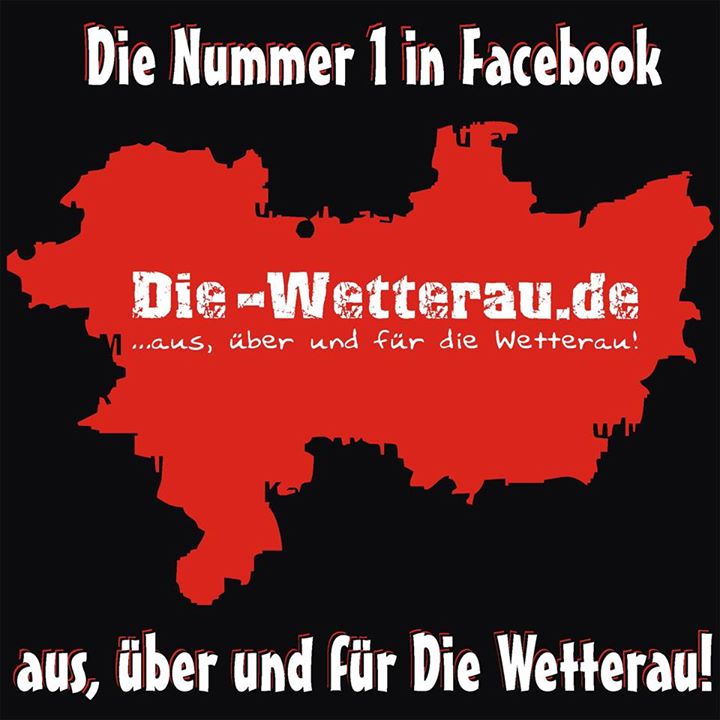 Die Nummer 1 in Facebook
Die-Wetterau.de
...aus, über und für die Wetterau!
aus, über und für Die Wetterau!